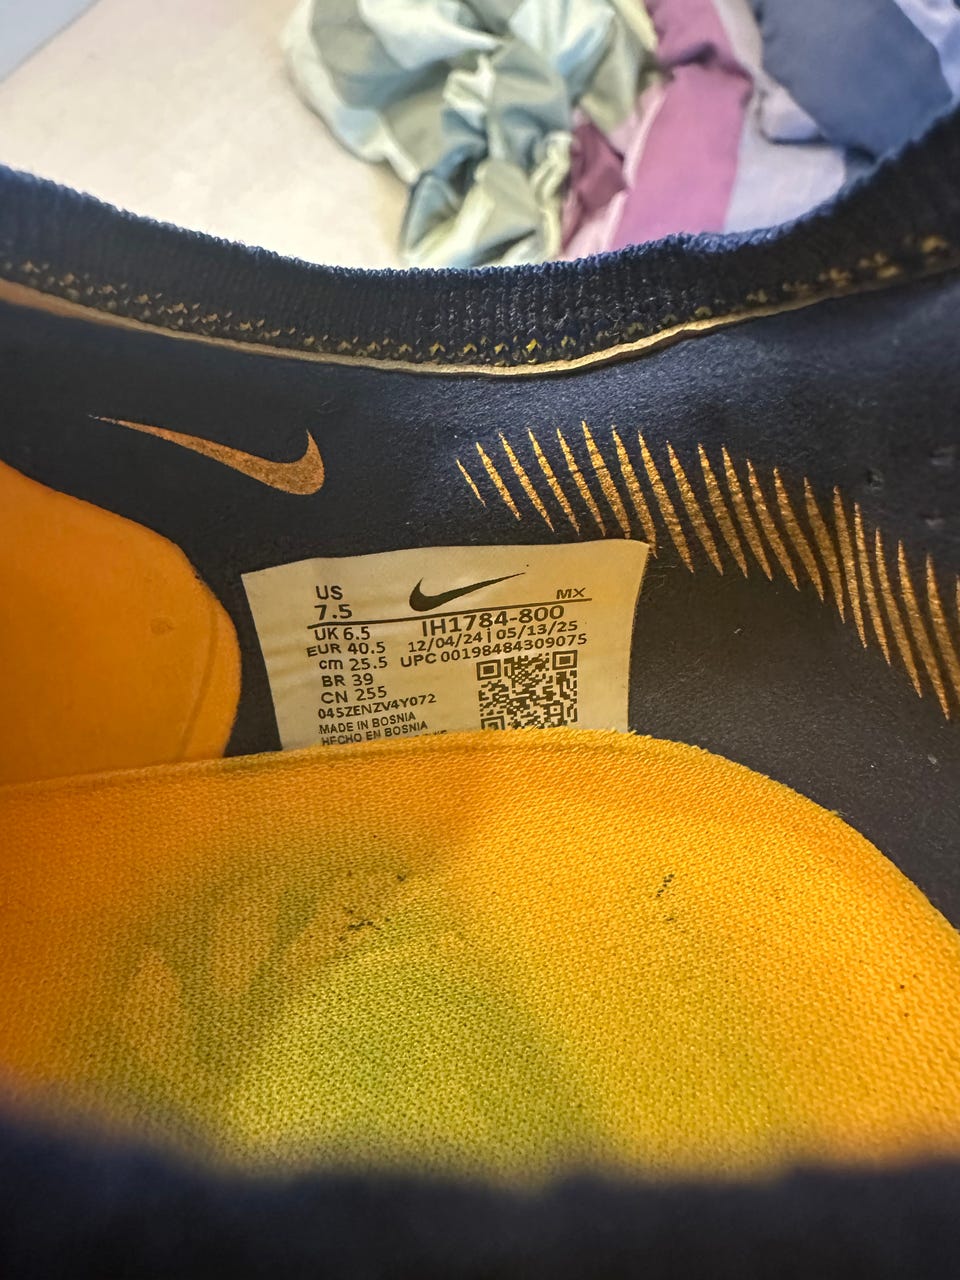 US
7.5
MX
UK 6.5
IH1784-800
EUR 40.5
12/04/24 | 05/13/25
cm 25.5
UPC 00198484309075
BR 39
CN 255
045ZENZV4Y072
MADE IN BOSNIA
HECHO EN BOSNIA